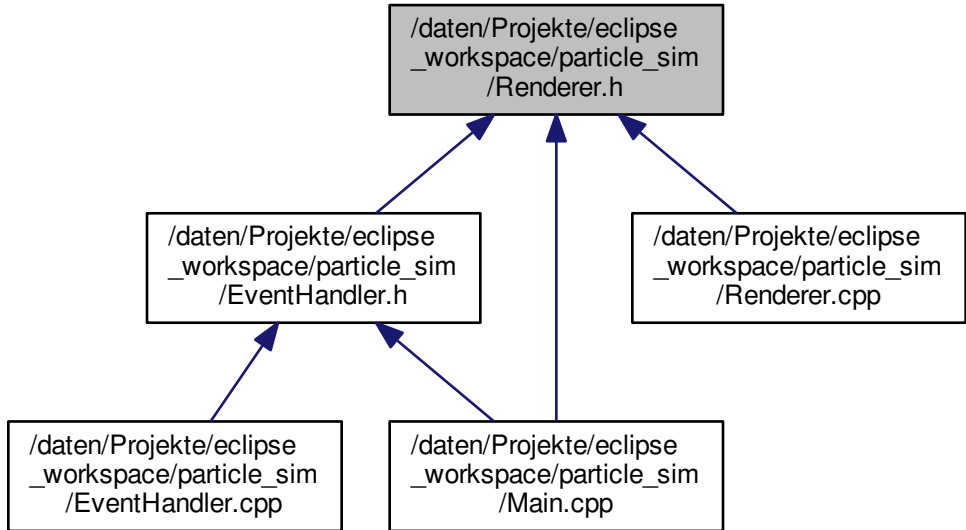 /daten/Projekte/eclipse
_workspace/particle_sim
/Renderer.h
/daten/Projekte/eclipse
_workspace/particle_sim
/EventHandler.h
/daten/Projekte/eclipse
_workspace/particle_sim
/Renderer.cpp
/daten/Projekte/eclipse
_workspace/particle_sim
/EventHandler.cpp
/daten/Projekte/eclipse
_workspace/particle_sim
/Main.cpp